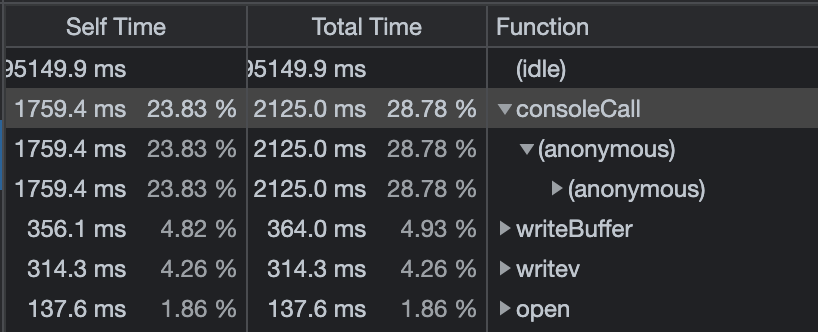 Self Time Total Time Function
95149.9 ms 95149.9 ms (idle)
1759.4 ms 23.83 % 2125.0 ms 28.78 % consoleCall
1759.4 ms 23.83 % 2125.0 ms 28.78 % (anonymous)
1759.4 ms 23.83 % 2125.0 ms 28.78 % (anonymous)
356.1 ms 4.82 % 364.0 ms 4.93 % writeBuffer
314.3 ms 4.26 % 314.3 ms 4.26 % writev
137.6 ms 1.86 % 137.6 ms 1.86 % open